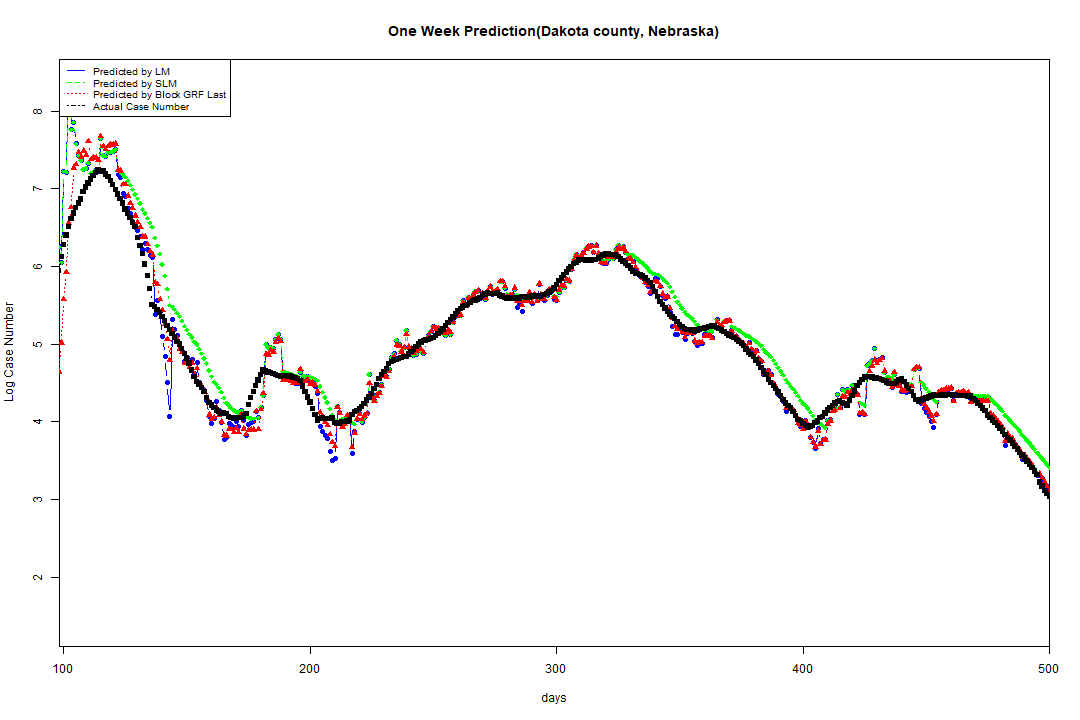 One Week Prediction(Dakota county, Nebraska)
Predicted by LM
Predicted by SLM
Predicted by Block GRF Last
Actual Case Number
8
7
6
5
4
3
2
Log Case Number
100 200 300 400 500
days